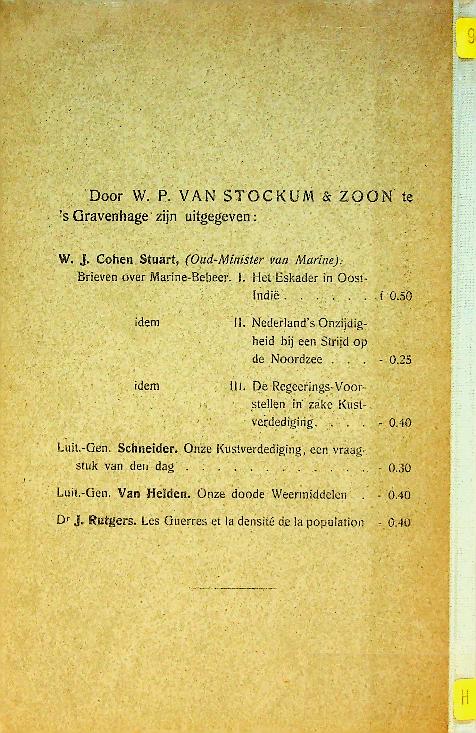 Door W. P. VAN STOCKUM & ZOON te
's Gravenhage zijn uitgegeven:
W. J. Cohen Stuart, (Oud-Minister van Marine).
Brieven over Marine-Beheer. I. Het Eskader in Oost-
Indië . . . . . . . f 0.50
idem II. Nederland's Onzijdig-
heid bij een Strijd op
de Noordzee . . . - 0.25
idem III. De Regeerings-Voor-
stellen in zake Kust-
verdediging. . . . - 0.40
Luit.-Gen. Schneider. Onze Kustverdediging, een vraag-
stuk van den dag . . . . . . . . . . . . - 0.30
Luit.-Gen. Van Helden. Onze doode Weermiddelen . - 0.40
Dr J. Rutgers. Les Guerres et la densité de la population - 0.40
9
H